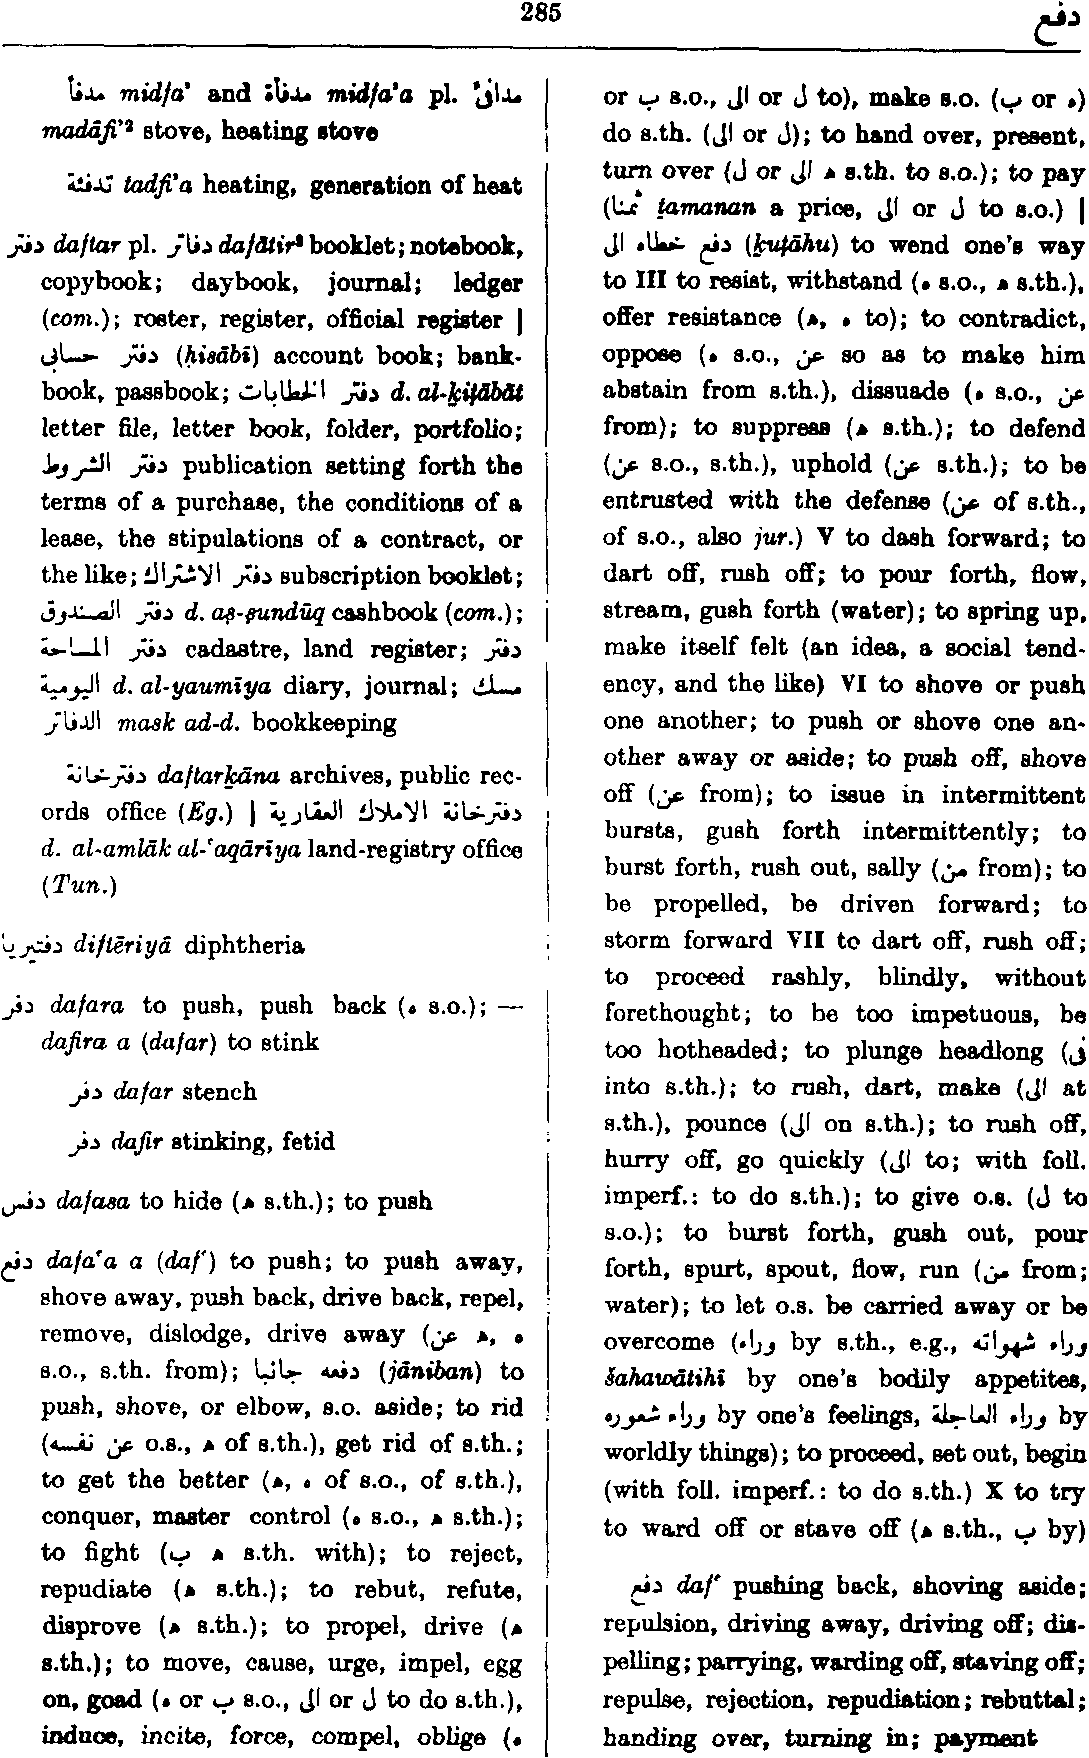 285
دفع
مدفأ midfa’ and مدفأة midfa’a pl. مدافئ
madāfi’² stove, heating stove
تدفئة tadfi’a heating, generation of heat
دفتر daftar pl. دفاتر dafātir² booklet; notebook,
copybook; daybook, journal; ledger
(com.); roster, register, official register |
دفتر حسابي (ḥisābī) account book; bank-
book, passbook; دفتر الخطابات d. al-ḵiṭābāt
letter file, letter book, folder, portfolio;
دفتر الشروط publication setting forth the
terms of a purchase, the conditions of a
lease, the stipulations of a contract, or
the like; دفتر الاشتراك subscription booklet;
دفتر الصندوق d. aṣ-ṣundūq cashbook (com.);
دفتر المساحة cadastre, land register; دفتر
اليومية d. al-yaumīya diary, journal; مسك
الدفاتر mask ad-d. bookkeeping
دفترخانة daftarḵāna archives, public rec-
ords office (Eg.) | دفترخانة الاملاك العقارية
d. al-amlāk al-‘aqārīya land-registry office
(Tun.)
دفتيريا diftēriyā diphtheria
دفر dafara to push, push back (ه s.o.); —
dafira a (dafar) to stink
دفر dafar stench
دفر dafir stinking, fetid
دفس dafasa to hide (ه s.th.); to push
دفع dafa‘a a (daf‘) to push; to push away,
shove away, push back, drive back, repel,
remove, dislodge, drive away (عن ه, ه
s.o., s.th. from); دفعه جانبا (jāniban) to
push, shove, or elbow, s.o. aside; to rid
(عن نفسه o.s., ه of s.th.), get rid of s.th.;
to get the better (ه, ه of s.o., of s.th.),
conquer, master control (ه s.o., ه s.th.);
to fight (ب ه s.th. with); to reject,
repudiate (ه s.th.); to rebut, refute,
disprove (ه s.th.); to propel, drive (ه
s.th.); to move, cause, urge, impel, egg
on, goad (ه or ب s.o., الى or ل to do s.th.),
induce, incite, force, compel, oblige (ه
or ب s.o., الى or ل to), make s.o. (ب or ه)
do s.th. (الى or ل); to hand over, present,
turn over (ل or الى ه s.th. to s.o.); to pay
(ثمنا ṯamanan a price, الى or ل to s.o.) |
دفع خطاه الى (ḵuṭāhu) to wend one’s way
to III to resist, withstand (ه s.o., ه s.th.),
offer resistance (ه, ه to); to contradict,
oppose (ه s.o., عن so as to make him
abstain from s.th.), dissuade (ه s.o., عن
from); to suppress (ه s.th.); to defend
(عن s.o., s.th.), uphold (عن s.th.); to be
entrusted with the defense (عن of s.th.,
of s.o., also jur.) V to dash forward; to
dart off, rush off; to pour forth, flow,
stream, gush forth (water); to spring up,
make itself felt (an idea, a social tend-
ency, and the like) VI to shove or push
one another; to push or shove one an-
other away or aside; to push off, shove
off (عن from); to issue in intermittent
bursts, gush forth intermittently; to
burst forth, rush out, sally (من from); to
be propelled, be driven forward; to
storm forward VII to dart off, rush off;
to proceed rashly, blindly, without
forethought; to be too impetuous, be
too hotheaded; to plunge headlong (في
into s.th.); to rush, dart, make (الى at
s.th.), pounce (الى on s.th.); to rush off,
hurry off, go quickly (الى to; with foll.
imperf.: to do s.th.); to give o.s. (ل to
s.o.); to burst forth, gush out, pour
forth, spurt, spout, flow, run (من from;
water); to let o.s. be carried away or be
overcome (وراء by s.th., e.g., وراء شهواته
šahawātihī by one’s bodily appetites,
وراء شعوره by one’s feelings, وراء العاجلة by
worldly things); to proceed, set out, begin
(with foll. imperf.: to do s.th.) X to try
to ward off or stave off (ه s.th., ب by)
دفع daf‘ pushing back, shoving aside;
repulsion, driving away, driving off; dis-
pelling; parrying, warding off, staving off;
repulse, rejection, repudiation; rebuttal;
handing over, turning in; payment